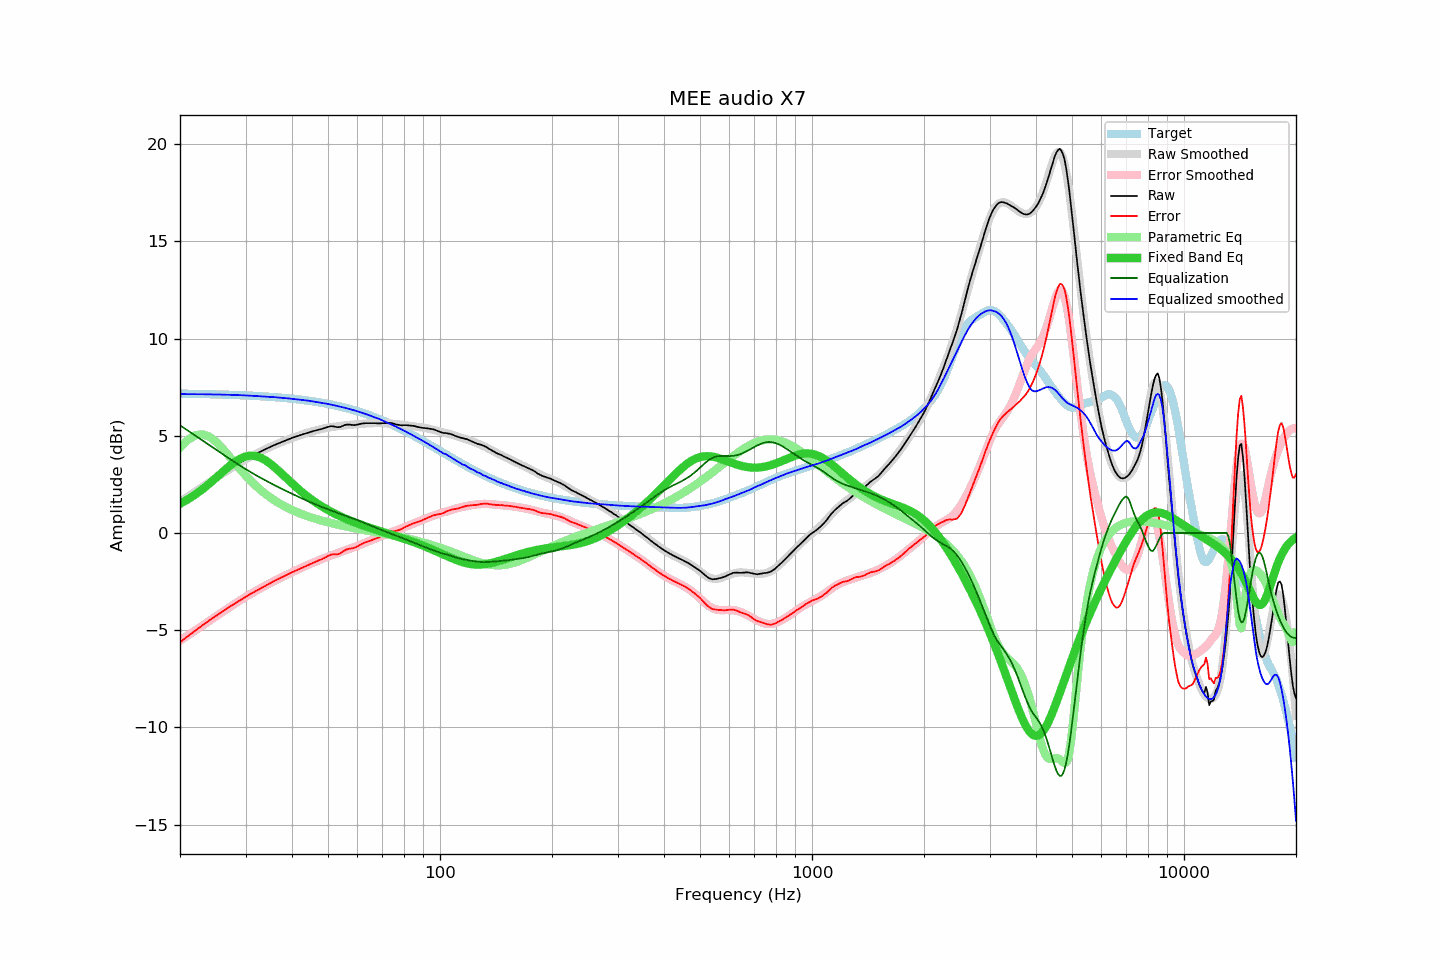 MEE audio X7
Target
Raw Smoothed
Error Smoothed
Raw
Error
Parametric Eq
Fixed Band Eq
Equalization
Equalized smoothed
20
15
10
5
0
−5
−10
−15
Amplitude (dBr)
100
1000
10000
Frequency (Hz)